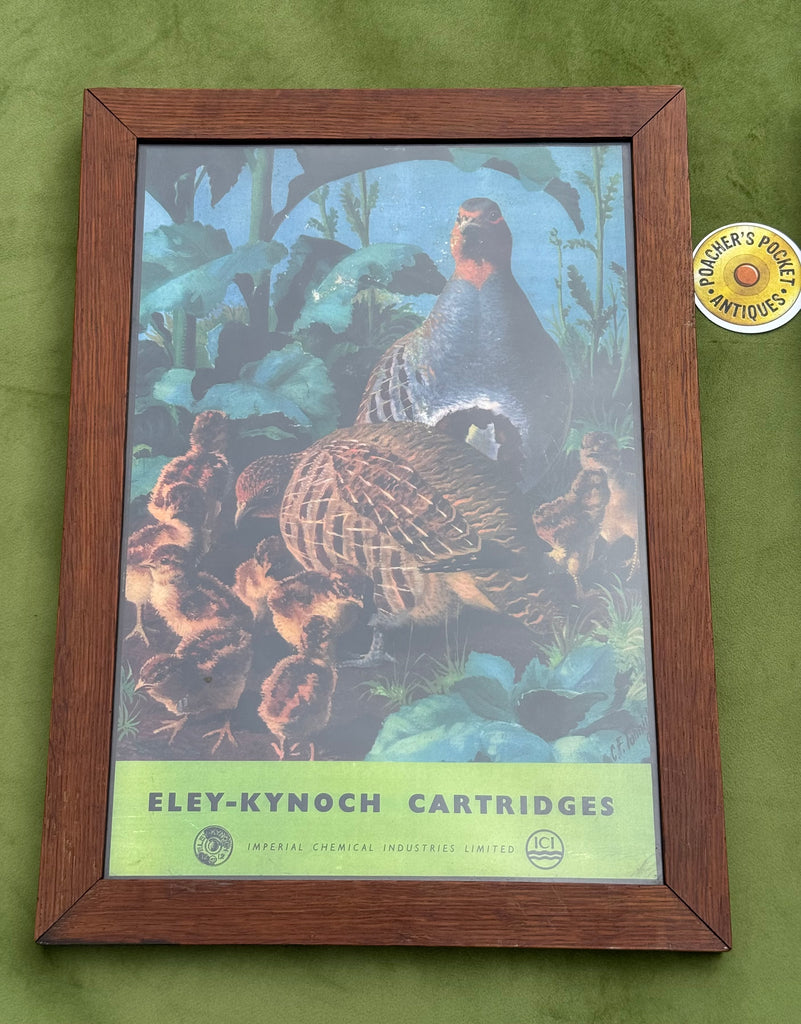 POACHER'S POCKET
• ANTIQUES •
ELEY-KYNOCH CARTRIDGES
IMPERIAL CHEMICAL INDUSTRIES LIMITED
ICI
C.F.